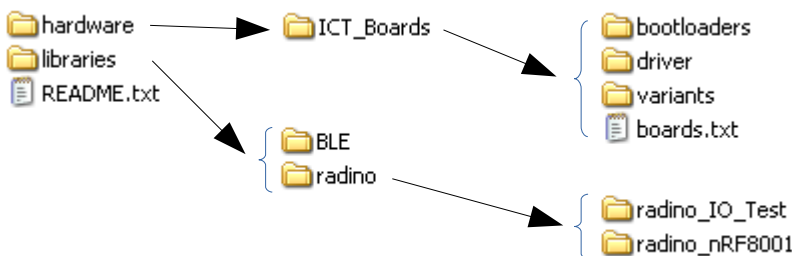 hardware
libraries
README.txt
ICT_Boards
BLE
radino
bootloaders
driver
variants
boards.txt
radino_IO_Test
radino_nRF8001